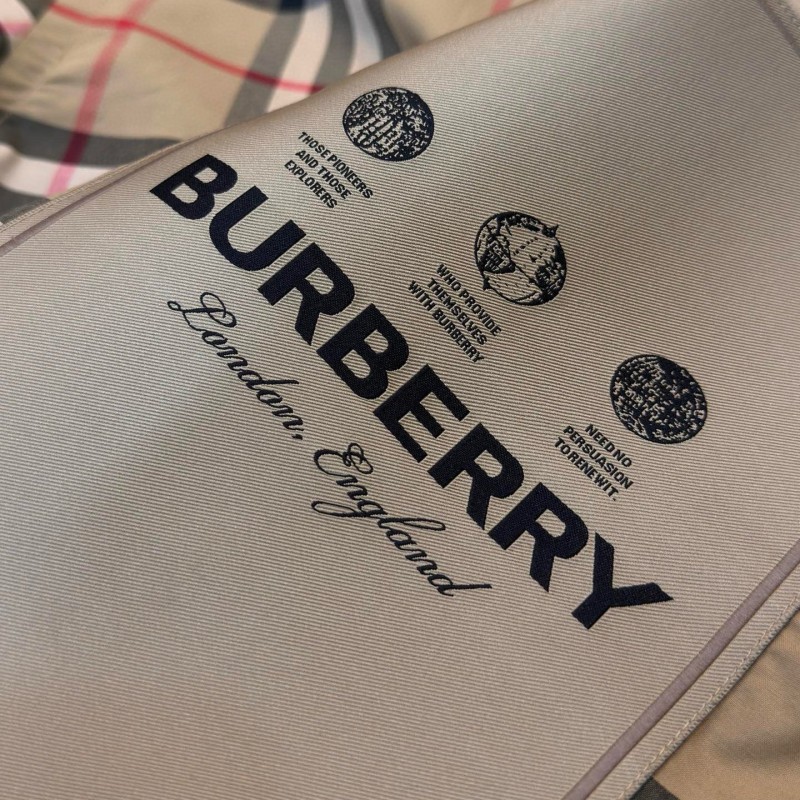 THOSE PIONEERS
AND THOSE
EXPLORERS
WHO PROVIDE
THEMSELVES
WITH BURBERRY
NEED NO
PERSUASION
TO RENEW IT.
BURBERRY
London, England